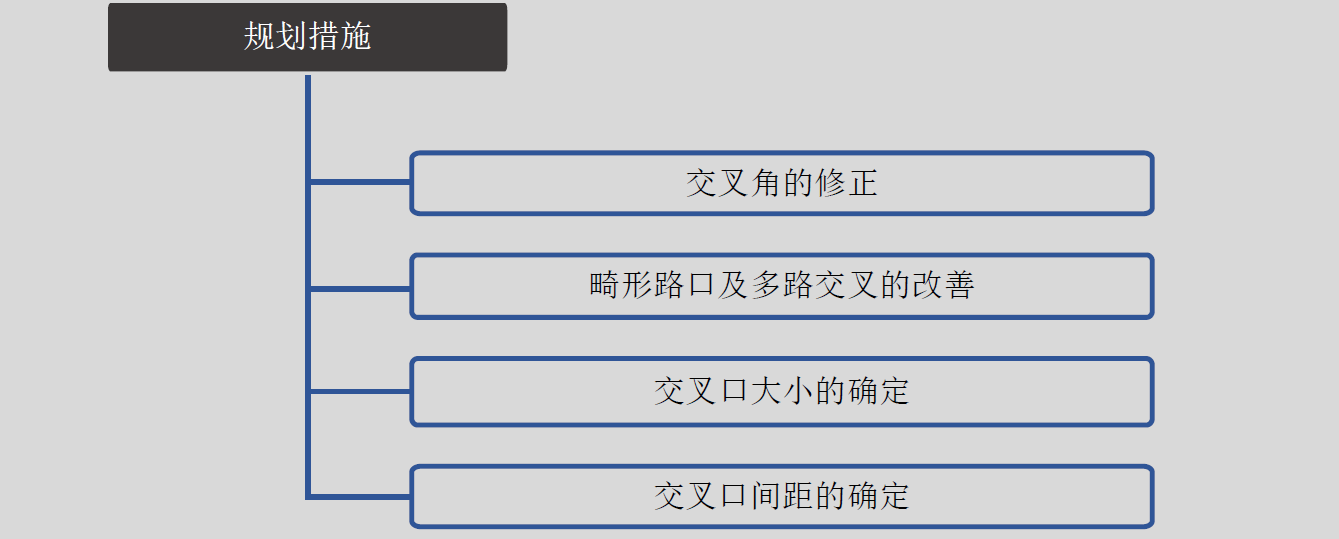 规划措施
交叉角的修正
畸形路口及多路交叉的改善
交叉口大小的确定
交叉口间距的确定